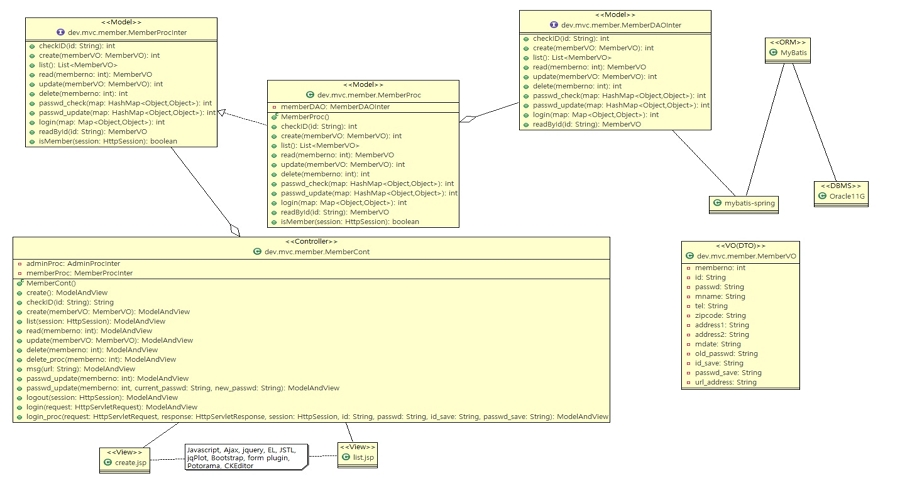 <<Model>>
dev.mvc.member.MemberProcInter
checkID(id: String): int
create(memberVO: MemberVO): int
list(): List<MemberVO>
read(memberno: int): MemberVO
update(memberVO: MemberVO): int
delete(memberno: int): int
passwd_check(map: HashMap<Object,Object>): int
passwd_update(map: HashMap<Object,Object>): int
login(map: Map<Object,Object>): int
readById(id: String): MemberVO
isMember(session: HttpSession): boolean
<<Model>>
dev.mvc.member.MemberProc
memberDAO: MemberDAOInter
MemberProc()
checkID(id: String): int
create(memberVO: MemberVO): int
list(): List<MemberVO>
read(memberno: int): MemberVO
update(memberVO: MemberVO): int
delete(memberno: int): int
passwd_check(map: HashMap<Object,Object>): int
passwd_update(map: HashMap<Object,Object>): int
login(map: Map<Object,Object>): int
readById(id: String): MemberVO
isMember(session: HttpSession): boolean
<<Model>>
dev.mvc.member.MemberDAOInter
checkID(id: String): int
create(memberVO: MemberVO): int
list(): List<MemberVO>
read(memberno: int): MemberVO
update(memberVO: MemberVO): int
delete(memberno: int): int
passwd_check(map: HashMap<Object,Object>): int
passwd_update(map: HashMap<Object,Object>): int
login(map: Map<Object,Object>): int
readById(id: String): MemberVO
<<ORM>>
MyBatis
mybatis-spring
<<DBMS>>
Oracle11G
<<Controller>>
dev.mvc.member.MemberCont
adminProc: AdminProcInter
memberProc: MemberProcInter
MemberCont()
create(): ModelAndView
checkID(id: String): String
create(memberVO: MemberVO): ModelAndView
list(session: HttpSession): ModelAndView
read(memberno: int): ModelAndView
update(memberVO: MemberVO): ModelAndView
delete(memberno: int): ModelAndView
delete_proc(memberno: int): ModelAndView
msg(url: String): ModelAndView
passwd_update(memberno: int): ModelAndView
passwd_update(memberno: int, current_passwd: String, new_passwd: String): ModelAndView
logout(session: HttpSession): ModelAndView
login(request: HttpServletRequest): ModelAndView
login_proc(request: HttpServletRequest, response: HttpServletResponse, session: HttpSession, id: String, passwd: String, id_save: String, passwd_save: String): ModelAndView
<<VO(DTO)>>
dev.mvc.member.MemberVO
memberno: int
id: String
passwd: String
mname: String
tel: String
zipcode: String
address1: String
address2: String
mdate: String
old_passwd: String
id_save: String
passwd_save: String
url_address: String
<<View>>
create.jsp
Javascript, Ajax, jquery, EL, JSTL,
jqPlot, Bootstrap, form plugin,
Potorama, CKEditor
<<View>>
list.jsp